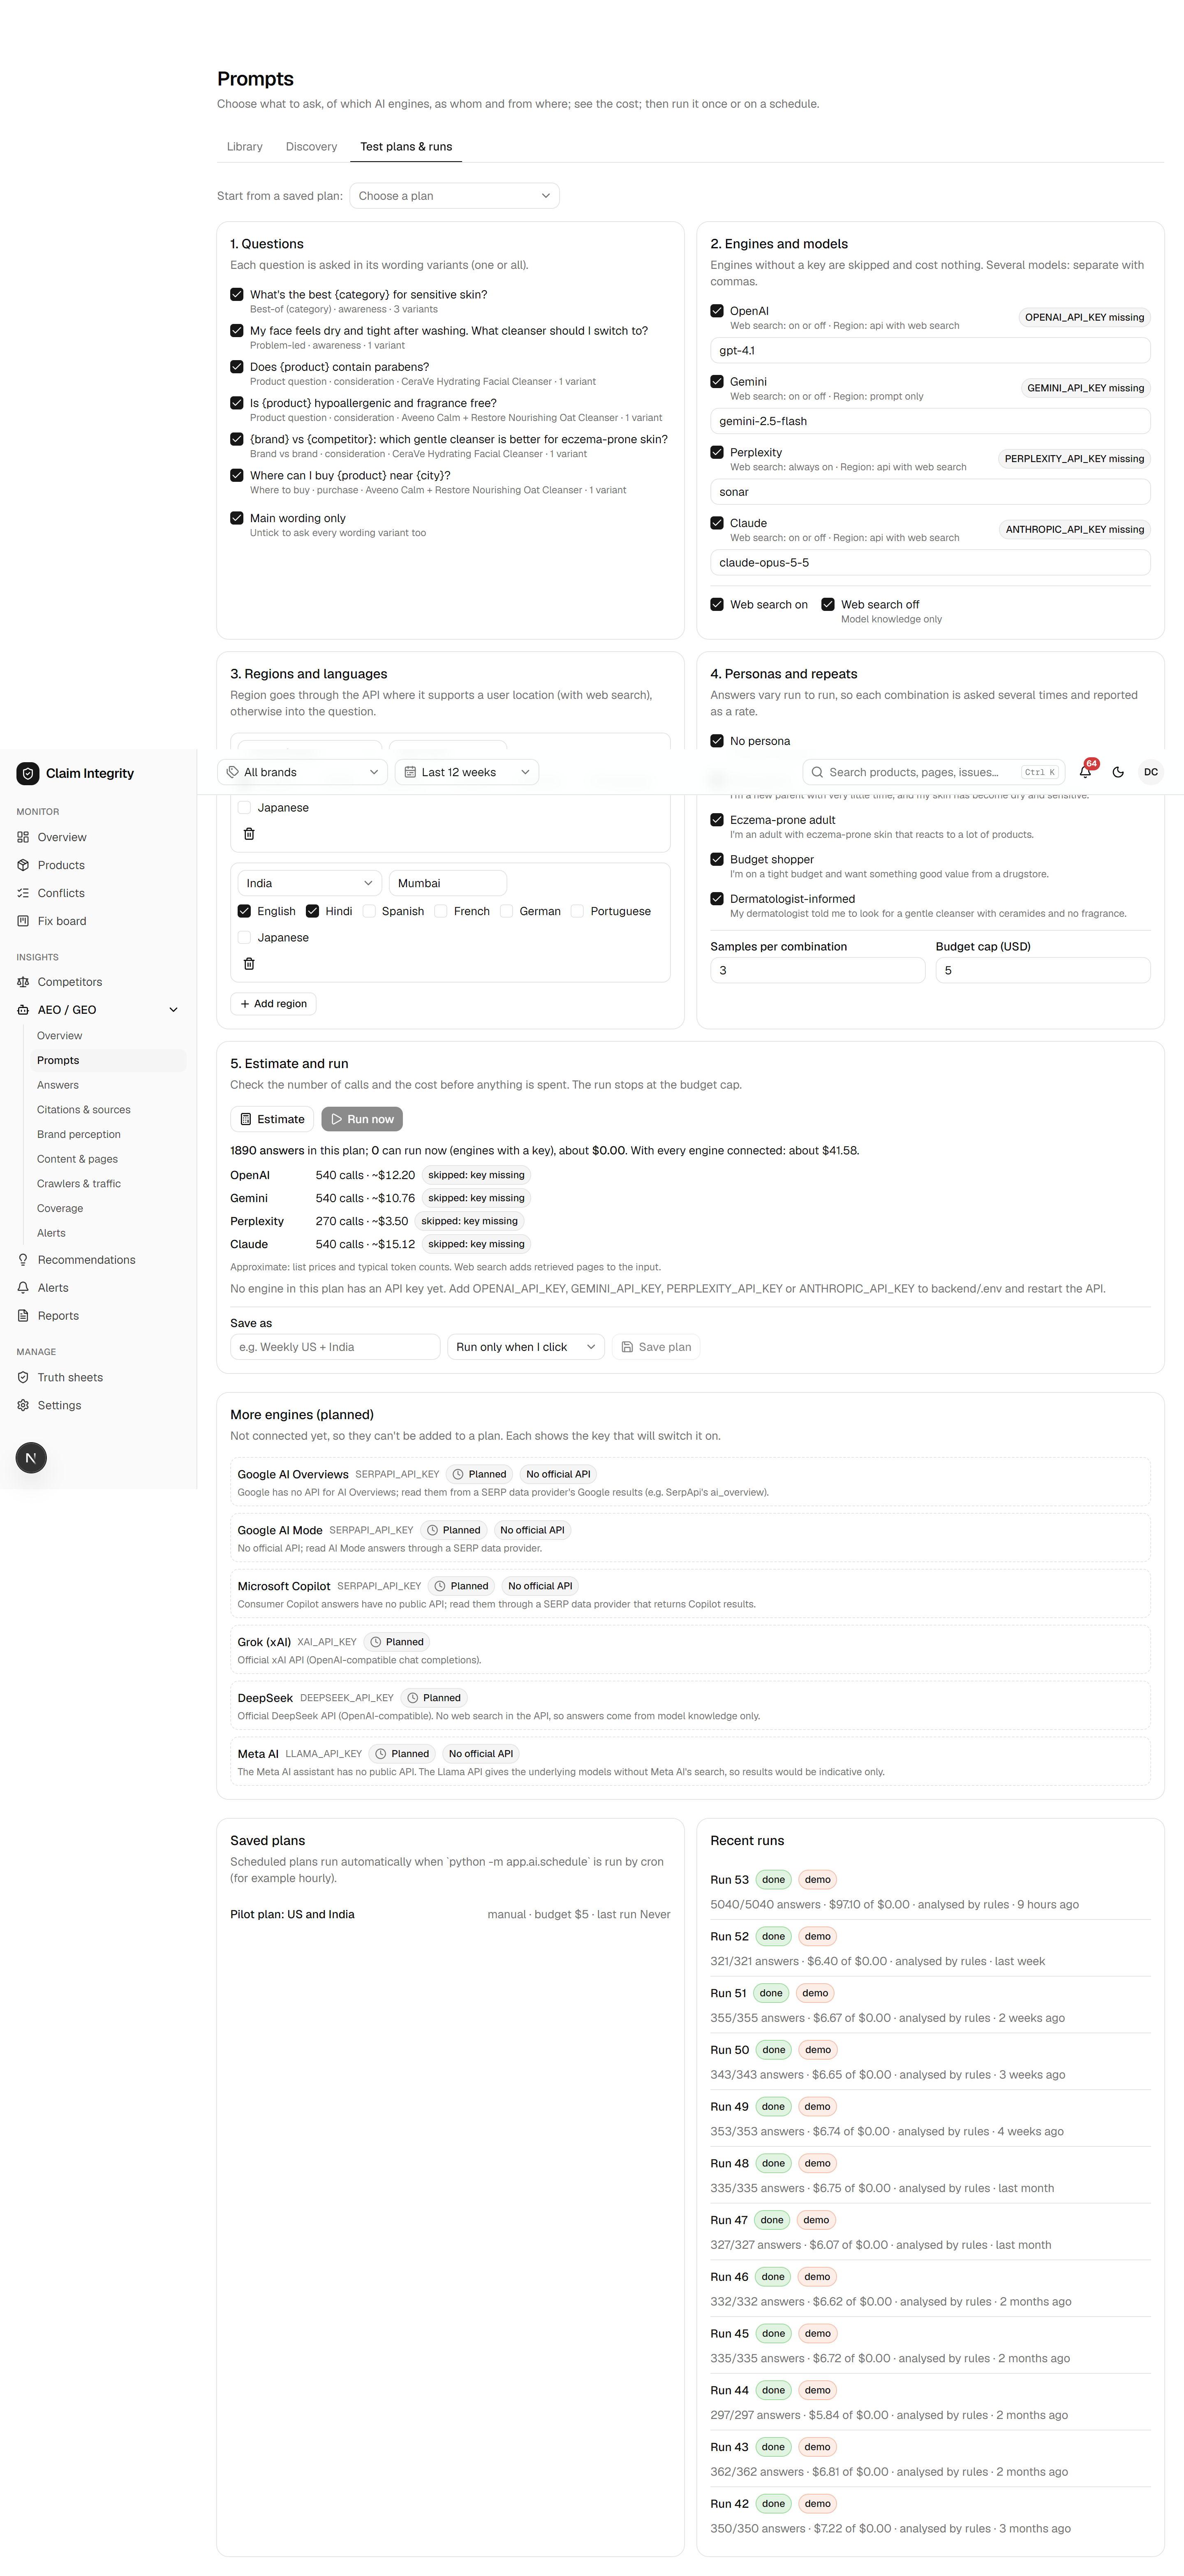 Prompts
Choose what to ask, of which AI engines, as whom and from where; see the cost; then run it once or on a schedule.
Library Discovery Test plans & runs
Start from a saved plan: Choose a plan
1. Questions
Each question is asked in its wording variants (one or all).
What's the best {category} for sensitive skin?
Best-of (category) · awareness · 3 variants
My face feels dry and tight after washing. What cleanser should I switch to?
Problem-led · awareness · 1 variant
Does {product} contain parabens?
Product question · consideration · CeraVe Hydrating Facial Cleanser · 1 variant
Is {product} hypoallergenic and fragrance free?
Product question · consideration · Aveeno Calm + Restore Nourishing Oat Cleanser · 1 variant
{brand} vs {competitor}: which gentle cleanser is better for eczema-prone skin?
Brand vs brand · consideration · CeraVe Hydrating Facial Cleanser · 1 variant
Where can I buy {product} near {city}?
Where to buy · purchase · Aveeno Calm + Restore Nourishing Oat Cleanser · 1 variant
Main wording only
Untick to ask every wording variant too
2. Engines and models
Engines without a key are skipped and cost nothing. Several models: separate with
commas.
OpenAI
Web search: on or off · Region: api with web search
OPENAI_API_KEY missing
gpt-4.1
Gemini
Web search: on or off · Region: prompt only
GEMINI_API_KEY missing
gemini-2.5-flash
Perplexity
Web search: always on · Region: api with web search
PERPLEXITY_API_KEY missing
sonar
Claude
Web search: on or off · Region: api with web search
ANTHROPIC_API_KEY missing
claude-opus-5-5
Web search on Web search off
Model knowledge only
3. Regions and languages
Region goes through the API where it supports a user location (with web search),
otherwise into the question.
4. Personas and repeats
Answers vary run to run, so each combination is asked several times and reported
as a rate.
No persona
Claim Integrity
All brands Last 12 weeks Search products, pages, issues... Ctrl K 64 DC
MONITOR
Overview
Products
Conflicts
Fix board
INSIGHTS
Competitors
AEO / GEO
Overview
Prompts
Answers
Citations & sources
Brand perception
Content & pages
Crawlers & traffic
Coverage
Alerts
Recommendations
Alerts
Reports
MANAGE
Truth sheets
Settings
N
Japanese
India Mumbai
English Hindi Spanish French German Portuguese
Japanese
Add region
I'm a new parent with very little time, and my skin has become dry and sensitive.
Eczema-prone adult
I'm an adult with eczema-prone skin that reacts to a lot of products.
Budget shopper
I'm on a tight budget and want something good value from a drugstore.
Dermatologist-informed
My dermatologist told me to look for a gentle cleanser with ceramides and no fragrance.
Samples per combination Budget cap (USD)
3 5
5. Estimate and run
Check the number of calls and the cost before anything is spent. The run stops at the budget cap.
Estimate Run now
1890 answers in this plan; 0 can run now (engines with a key), about $0.00. With every engine connected: about $41.58.
OpenAI 540 calls · ~$12.20 skipped: key missing
Gemini 540 calls · ~$10.76 skipped: key missing
Perplexity 270 calls · ~$3.50 skipped: key missing
Claude 540 calls · ~$15.12 skipped: key missing
Approximate: list prices and typical token counts. Web search adds retrieved pages to the input.
No engine in this plan has an API key yet. Add OPENAI_API_KEY, GEMINI_API_KEY, PERPLEXITY_API_KEY or ANTHROPIC_API_KEY to backend/.env and restart the API.
Save as
e.g. Weekly US + India Run only when I click Save plan
More engines (planned)
Not connected yet, so they can't be added to a plan. Each shows the key that will switch it on.
Google AI Overviews SERPAPI_API_KEY Planned No official API
Google has no API for AI Overviews; read them from a SERP data provider's Google results (e.g. SerpApi's ai_overview).
Google AI Mode SERPAPI_API_KEY Planned No official API
No official API; read AI Mode answers through a SERP data provider.
Microsoft Copilot SERPAPI_API_KEY Planned No official API
Consumer Copilot answers have no public API; read them through a SERP data provider that returns Copilot results.
Grok (xAI) XAI_API_KEY Planned
Official xAI API (OpenAI-compatible chat completions).
DeepSeek DEEPSEEK_API_KEY Planned
Official DeepSeek API (OpenAI-compatible). No web search in the API, so answers come from model knowledge only.
Meta AI LLAMA_API_KEY Planned No official API
The Meta AI assistant has no public API. The Llama API gives the underlying models without Meta AI's search, so results would be indicative only.
Saved plans
Scheduled plans run automatically when `python -m app.ai.schedule` is run by cron
(for example hourly).
Pilot plan: US and India manual · budget $5 · last run Never
Recent runs
Run 53 done demo
5040/5040 answers · $97.10 of $0.00 · analysed by rules · 9 hours ago
Run 52 done demo
321/321 answers · $6.40 of $0.00 · analysed by rules · last week
Run 51 done demo
355/355 answers · $6.67 of $0.00 · analysed by rules · 2 weeks ago
Run 50 done demo
343/343 answers · $6.65 of $0.00 · analysed by rules · 3 weeks ago
Run 49 done demo
353/353 answers · $6.74 of $0.00 · analysed by rules · 4 weeks ago
Run 48 done demo
335/335 answers · $6.75 of $0.00 · analysed by rules · last month
Run 47 done demo
327/327 answers · $6.07 of $0.00 · analysed by rules · last month
Run 46 done demo
332/332 answers · $6.62 of $0.00 · analysed by rules · 2 months ago
Run 45 done demo
335/335 answers · $6.72 of $0.00 · analysed by rules · 2 months ago
Run 44 done demo
297/297 answers · $5.84 of $0.00 · analysed by rules · 2 months ago
Run 43 done demo
362/362 answers · $6.81 of $0.00 · analysed by rules · 2 months ago
Run 42 done demo
350/350 answers · $7.22 of $0.00 · analysed by rules · 3 months ago